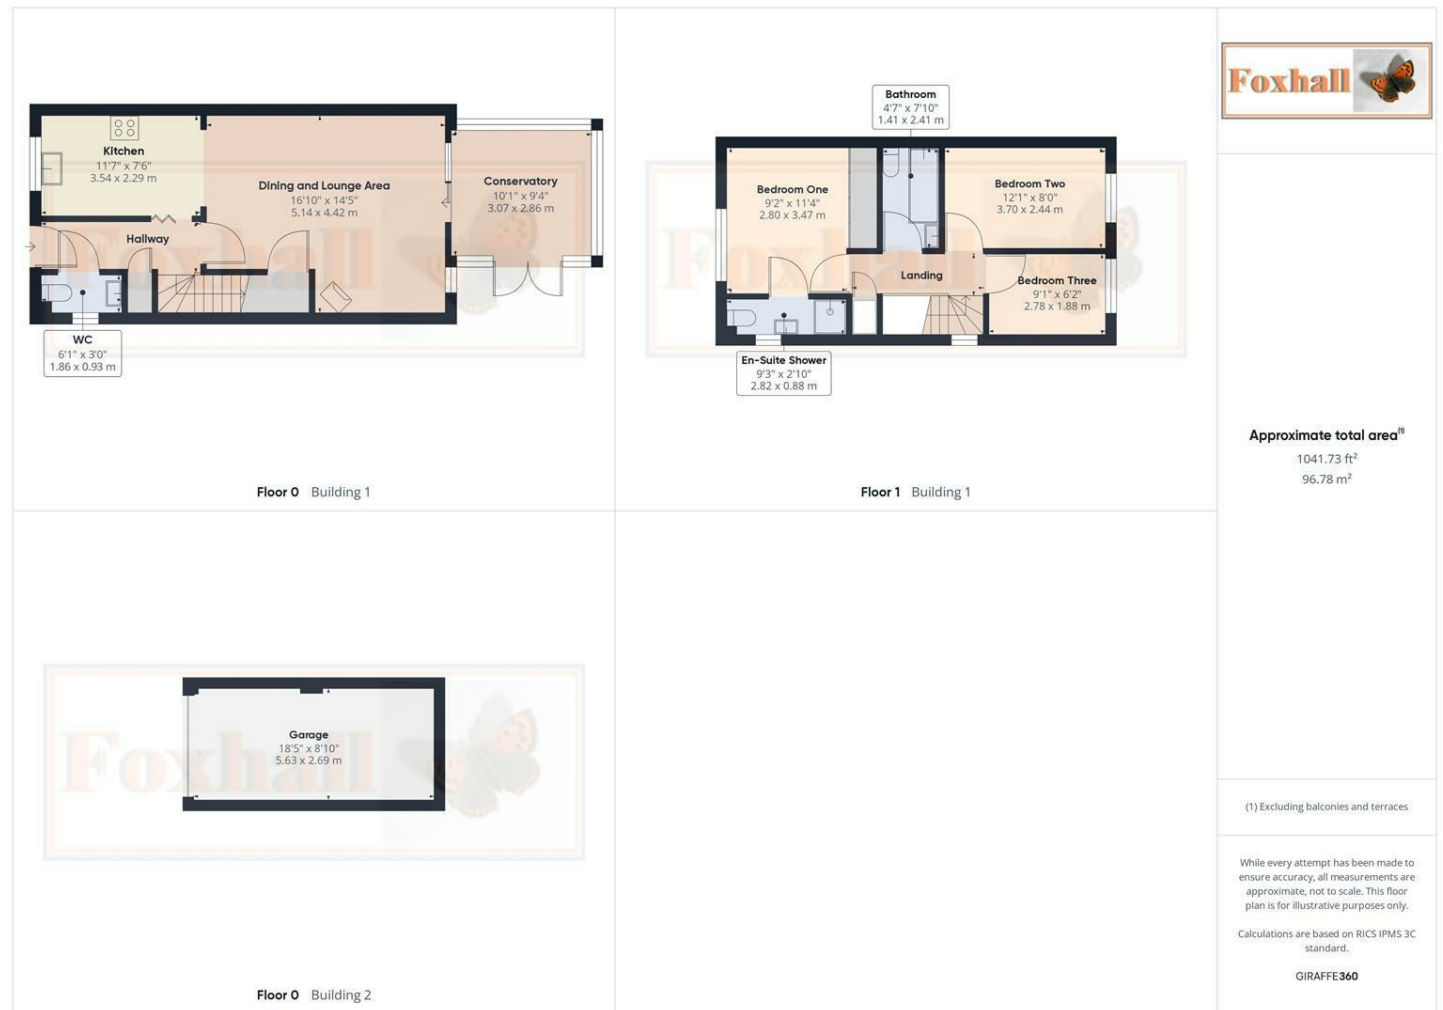 Kitchen
11'7" x 7'6"
3.54 x 2.29 m
Dining and Lounge Area
16'10" x 14'5"
5.14 x 4.42 m
Conservatory
10'1" x 9'4"
3.07 x 2.86 m
Hallway
WC
6'1" x 3'0"
1.86 x 0.93 m
Foxhall
Floor 0 Building 1
Bathroom
4'7" x 7'10"
1.41 x 2.41 m
Bedroom One
9'2" x 11'4"
2.80 x 3.47 m
Bedroom Two
12'1" x 8'0"
3.70 x 2.44 m
Landing
Bedroom Three
9'1" x 6'2"
2.78 x 1.88 m
En-Suite Shower
9'3" x 2'10"
2.82 x 0.88 m
Foxhall
Floor 1 Building 1
Garage
18'5" x 8'10"
5.63 x 2.69 m
Foxhall
Floor 0 Building 2
Foxhall
Approximate total area(1)
1041.73 ft²
96.78 m²
(1) Excluding balconies and terraces
While every attempt has been made to
ensure accuracy, all measurements are
approximate, not to scale. This floor
plan is for illustrative purposes only.
Calculations are based on RICS IPMS 3C
standard.
GIRAFFE360